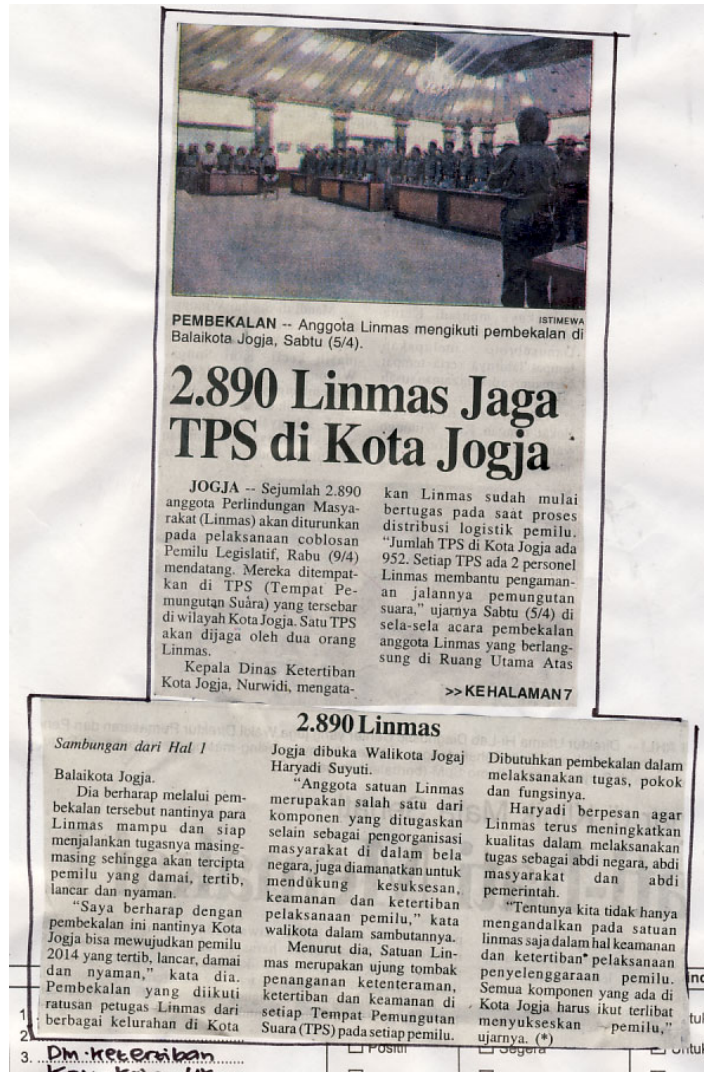 ISTIMEWA
PEMBEKALAN -- Anggota Linmas mengikuti pembekalan di
Balaikota Jogja, Sabtu (5/4).
2.890 Linmas Jaga
TPS di Kota Jogja
JOGJA -- Sejumlah 2.890
anggota Perlindungan Masya-
rakat (Linmas) akan diturunkan
pada pelaksanaan coblosan
Pemilu Legislatif, Rabu (9/4)
mendatang. Mereka ditempat-
kan di TPS (Tempat Pe-
mungutan Suara) yang tersebar
di wilayah Kota Jogja. Satu TPS
akan dijaga oleh dua orang
Linmas.
Kepala Dinas Ketertiban
Kota Jogja, Nurwidi, mengata-
kan Linmas sudah mulai
bertugas pada saat proses
distribusi logistik pemilu.
“Jumlah TPS di Kota Jogja ada
952. Setiap TPS ada 2 personel
Linmas membantu pengaman-
an jalannya pemungutan
suara,” ujarnya Sabtu (5/4) di
sela-sela acara pembekalan
anggota Linmas yang berlang-
sung di Ruang Utama Atas
>> KE HALAMAN 7
2.890 Linmas
Sambungan dari Hal 1
Balaikota Jogja.
Dia berharap melalui pem-
bekalan tersebut nantinya para
Linmas mampu dan siap
menjalankan tugasnya masing-
masing sehingga akan tercipta
pemilu yang damai, tertib,
lancar dan nyaman.
“Saya berharap dengan
pembekalan ini nantinya Kota
Jogja bisa mewujudkan pemilu
2014 yang tertib, lancar, damai
dan nyaman,” kata dia.
Pembekalan yang diikuti
ratusan petugas Linmas dari
berbagai kelurahan di Kota
Jogja dibuka Walikota Jogaj
Haryadi Suyuti.
“Anggota satuan Linmas
merupakan salah satu dari
komponen yang ditugaskan
selain sebagai pengorganisasi
masyarakat di dalam bela
negara, juga diamanatkan untuk
mendukung kesuksesan,
keamanan dan ketertiban
pelaksanaan pemilu,” kata
walikota dalam sambutannya.
Menurut dia, Satuan Lin-
mas merupakan ujung tombak
penanganan ketenteraman,
ketertiban dan keamanan di
setiap Tempat Pemungutan
Suara (TPS) pada setiap pemilu.
Dibutuhkan pembekalan dalam
melaksanakan tugas, pokok
dan fungsinya.
Haryadi berpesan agar
Linmas terus meningkatkan
kualitas dalam melaksanakan
tugas sebagai abdi negara, abdi
masyarakat dan abdi
pemerintah.
“Tentunya kita tidak hanya
mengandalkan pada satuan
linmas saja dalam hal keamanan
dan ketertiban pelaksanaan
penyelenggaraan pemilu.
Semua komponen yang ada di
Kota Jogja harus ikut terlibat
menyukseskan pemilu,”
ujarnya. (*)
1.
2.
3. Din. Ketertiban